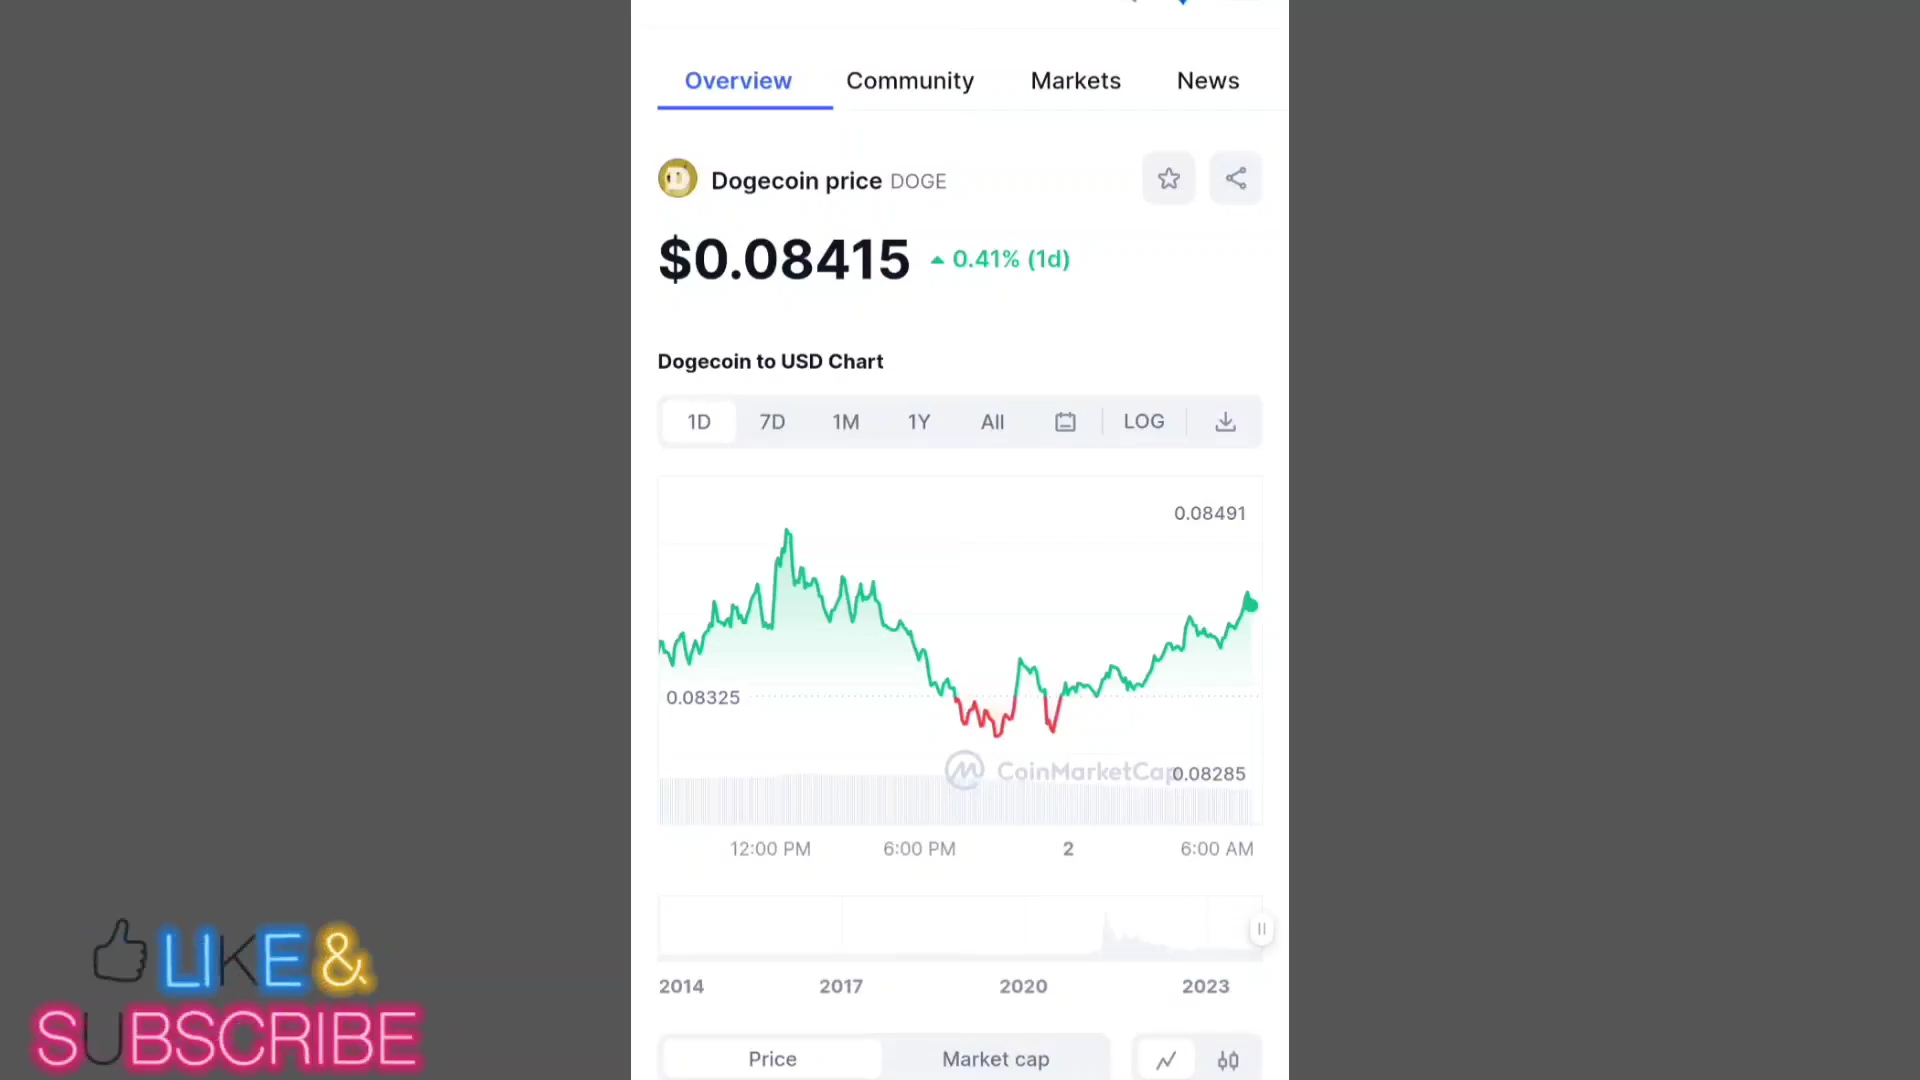 Overview Community Markets News
Dogecoin price DOGE
$0.08415 0.41% (1d)
Dogecoin to USD Chart
1D 7D 1M 1Y All LOG
0.08491
0.08325
CoinMarketCap 0.08285
12:00 PM 6:00 PM 2 6:00 AM
2014 2017 2020 2023
Price Market cap
LIKE &
SUBSCRIBE